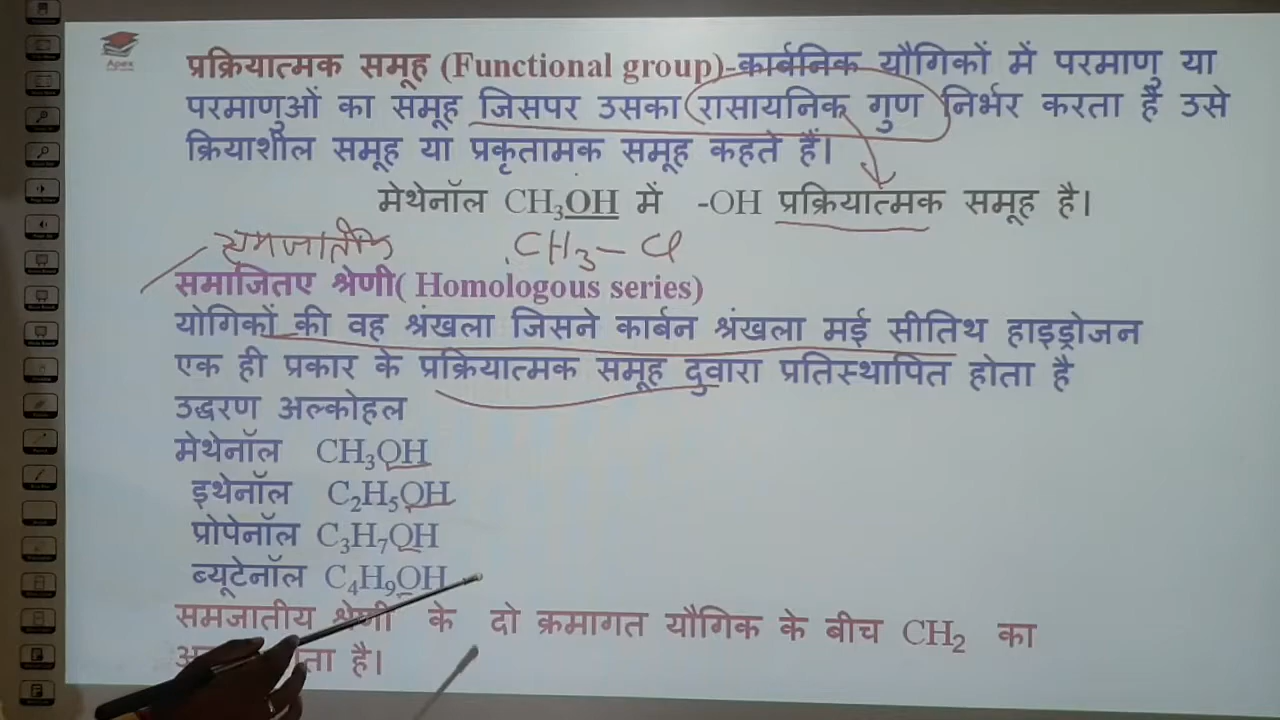 Apex
प्रक्रियात्मक समूह (Functional group)-कार्बनिक यौगिकों में परमाणु या
परमाणुओं का समूह जिसपर उसका रासायनिक गुण निर्भर करता है उसे
क्रियाशील समूह या प्रकृतामक समूह कहते हैं।
मेथेनॉल CH₃OH में -OH प्रक्रियात्मक समूह है।
समजातीय CH₃-Cl
समाजितए श्रेणी( Homologous series)
योगिकों की वह श्रंखला जिसने कार्बन श्रंखला मई सीतिथ हाइड्रोजन
एक ही प्रकार के प्रक्रियात्मक समूह दुवारा प्रतिस्थापित होता है
उद्धरण अल्कोहल
मेथेनॉल CH₃OH
इथेनॉल C₂H₅OH
प्रोपेनॉल C₃H₇OH
ब्यूटेनॉल C₄H₉OH
समजातीय श्रेणी के दो क्रमागत यौगिक के बीच CH₂ का
है।